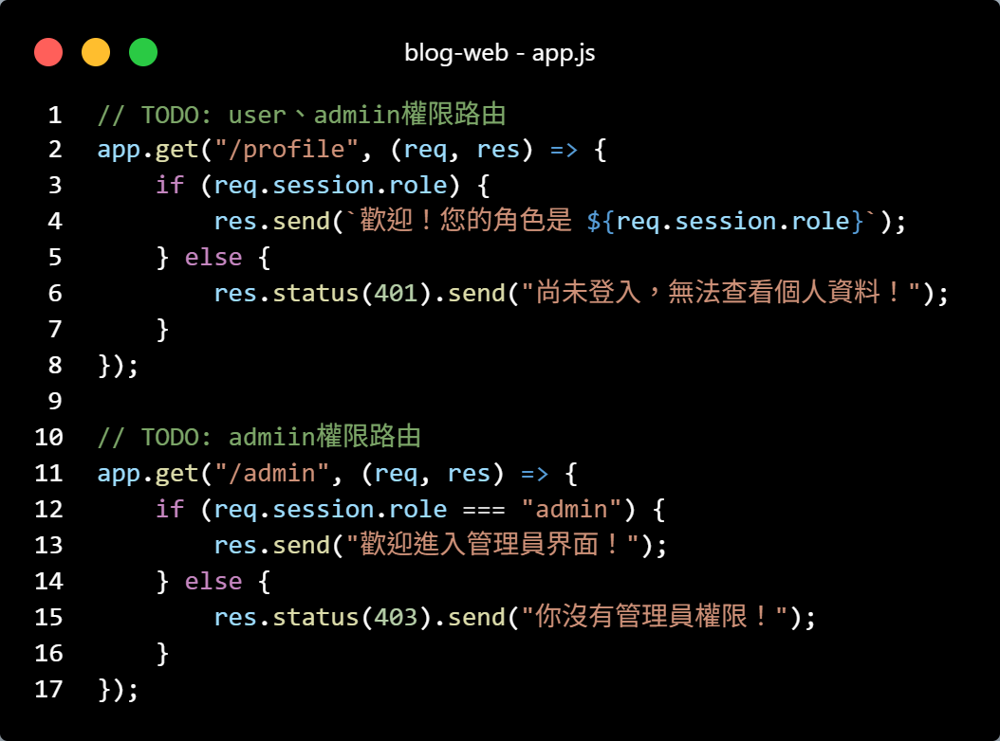 blog-web - app.js
1 // TODO: user、admiin權限路由
2 app.get("/profile", (req, res) => {
3     if (req.session.role) {
4         res.send(`歡迎！您的角色是 ${req.session.role}`);
5     } else {
6         res.status(401).send("尚未登入，無法查看個人資料！");
7     }
8 });
9
10 // TODO: admiin權限路由
11 app.get("/admin", (req, res) => {
12     if (req.session.role === "admin") {
13         res.send("歡迎進入管理員界面！");
14     } else {
15         res.status(403).send("你沒有管理員權限！");
16     }
17 });